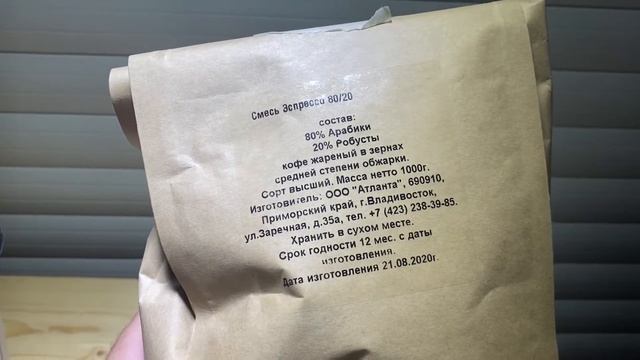 Смесь Эспрессо 80/20
состав:
80% Арабики
20% Робусты
кофе жареный в зернах
средней степени обжарки.
Сорт высший. Масса нетто 1000г.
Изготовитель: ООО "Атланта", 690910,
Приморский край, г.Владивосток,
ул.Заречная, д.35а, тел. +7 (423) 238-39-85.
Хранить в сухом месте.
Срок годности 12 мес. с даты
изготовления.
Дата изготовления 21.08.2020г.